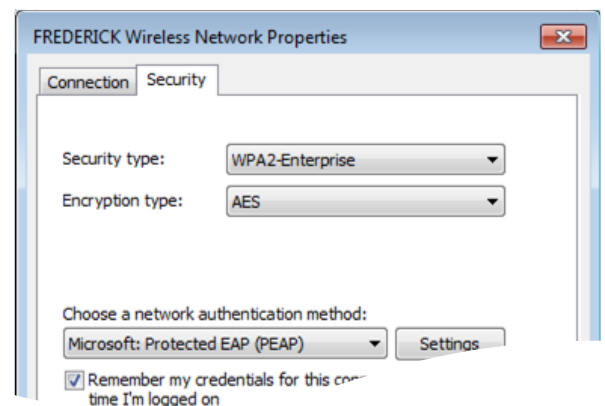 FREDERICK Wireless Network Properties
Connection Security
Security type: WPA2-Enterprise
Encryption type: AES
Choose a network authentication method:
Microsoft: Protected EAP (PEAP) Settings
Remember my credentials for this
time I'm logged on